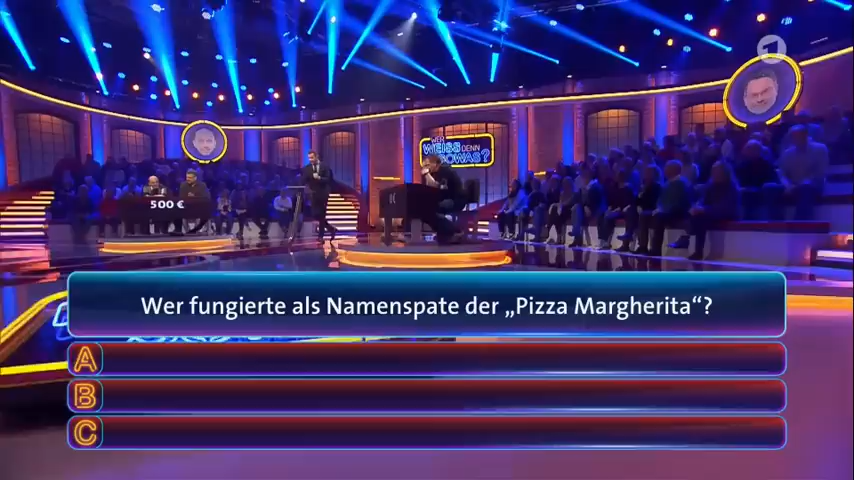 WER
WEISS DENN
SOWAS?
500 €
Wer fungierte als Namenspate der „Pizza Margherita“?
A
B
C